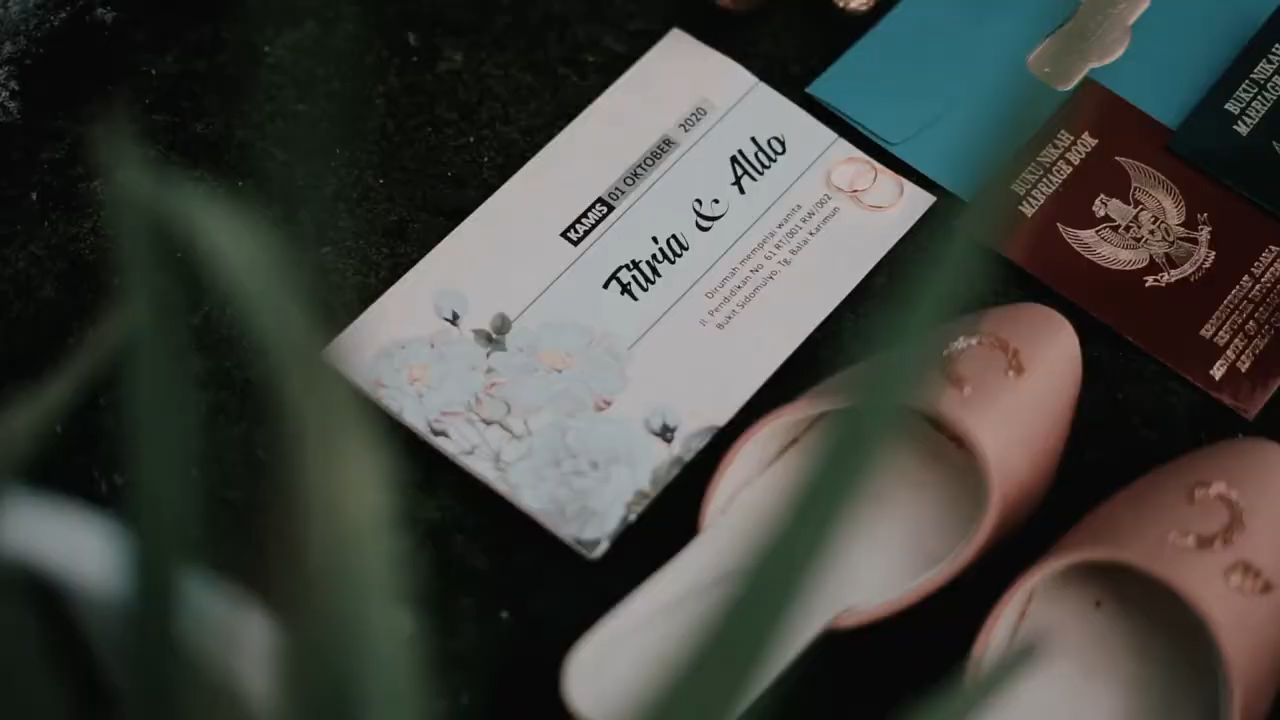 KAMIS 01 OKTOBER 2020
Fitria & Aldo
Dirumah mempelai wanita
Jl. Pendidikan No. 61 RT/001 RW/002
Bukit Sidomulyo, Tg. Balai Karimun
BUKU NIKAH
MARRIAGE BOOK
BUKU NIKAH
MARRIAGE